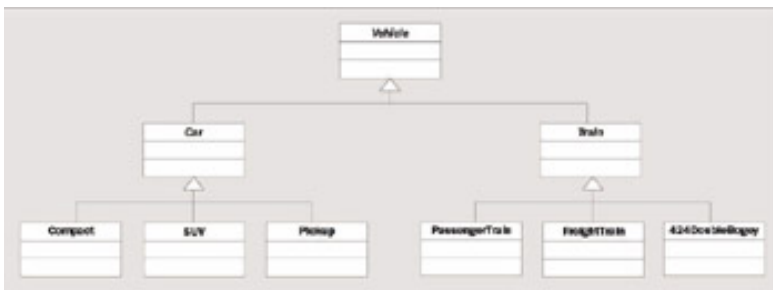 Vehicle
Car
Train
Compact
SUV
Pickup
PassengerTrain
FreightTrain
424DoubleBogey